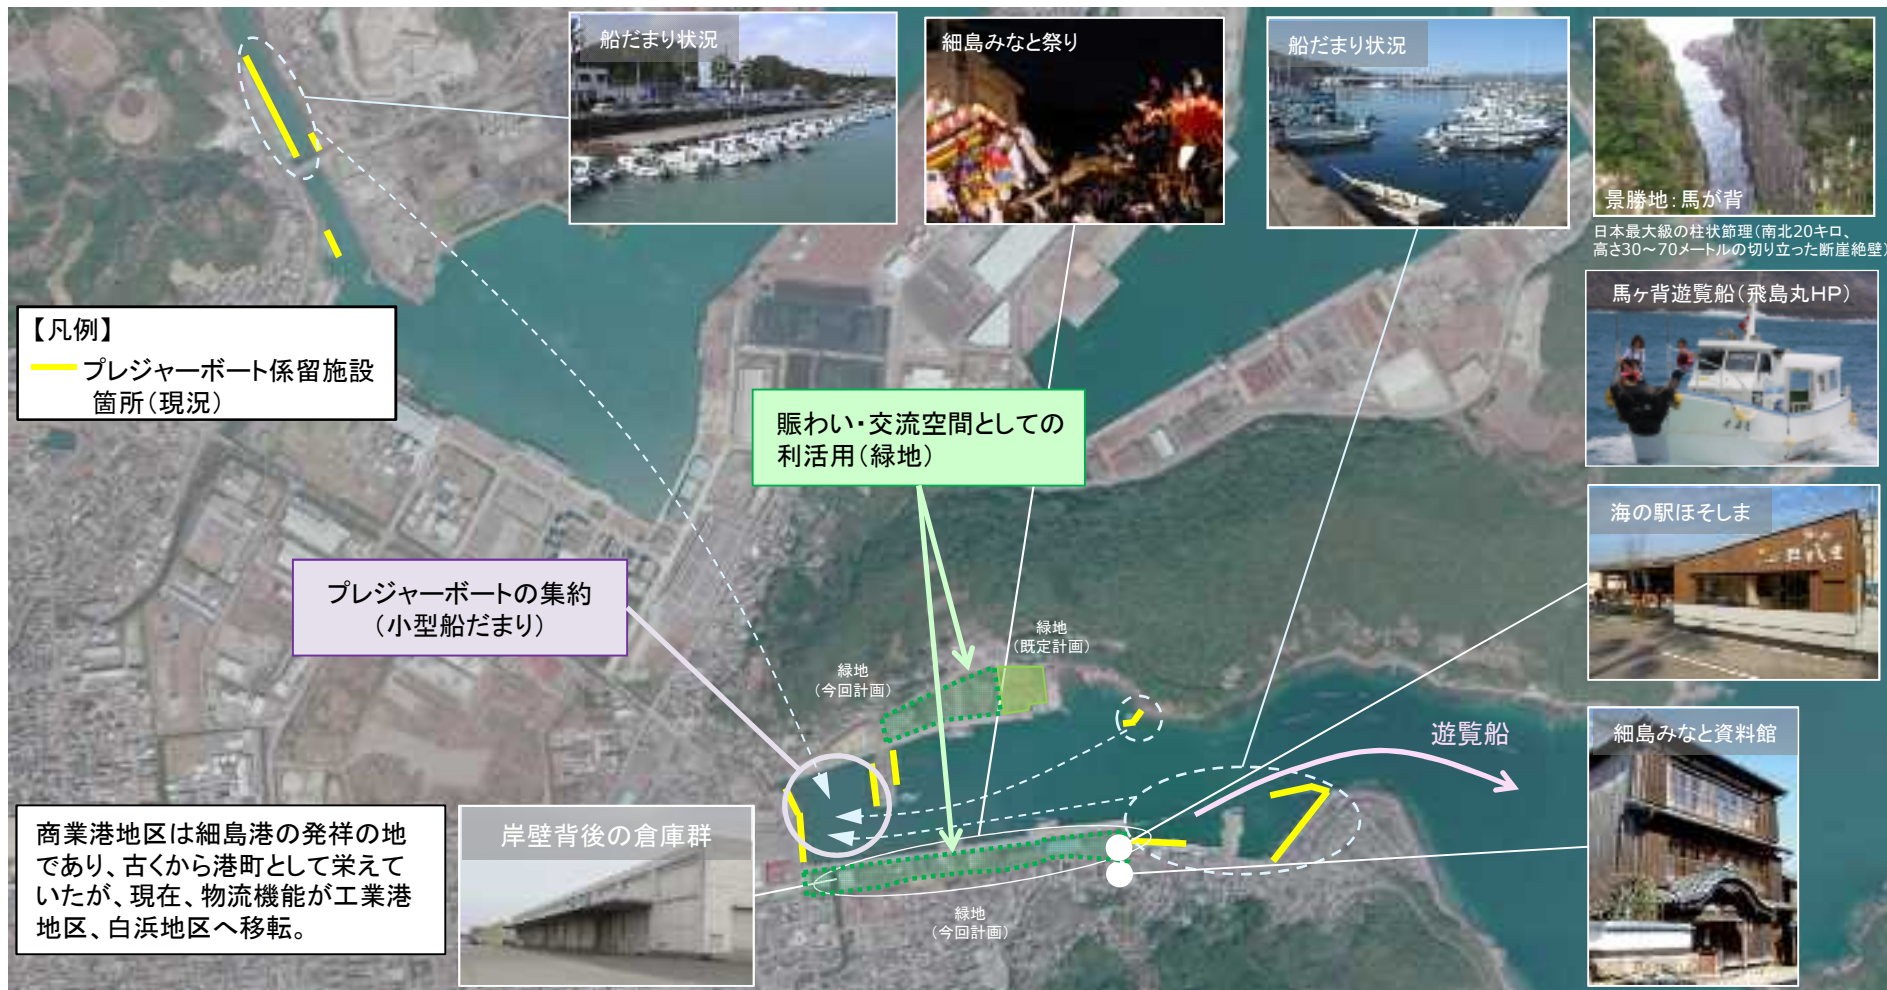 船だまり状況
細島みなと祭り
船だまり状況
景勝地:馬が背
日本最大級の柱状節理(南北20キロ、
高さ30~70メートルの切り立った断崖絶壁)
馬ヶ背遊覧船(飛島丸HP)
【凡例】
プレジャーボート係留施設
箇所(現況)
賑わい・交流空間としての
利活用(緑地)
海の駅ほそしま
プレジャーボートの集約
(小型船だまり)
緑地
(既定計画)
緑地
(今回計画)
遊覧船
細島みなと資料館
商業港地区は細島港の発祥の地
であり、古くから港町として栄えて
いたが、現在、物流機能が工業港
地区、白浜地区へ移転。
岸壁背後の倉庫群
緑地
(今回計画)